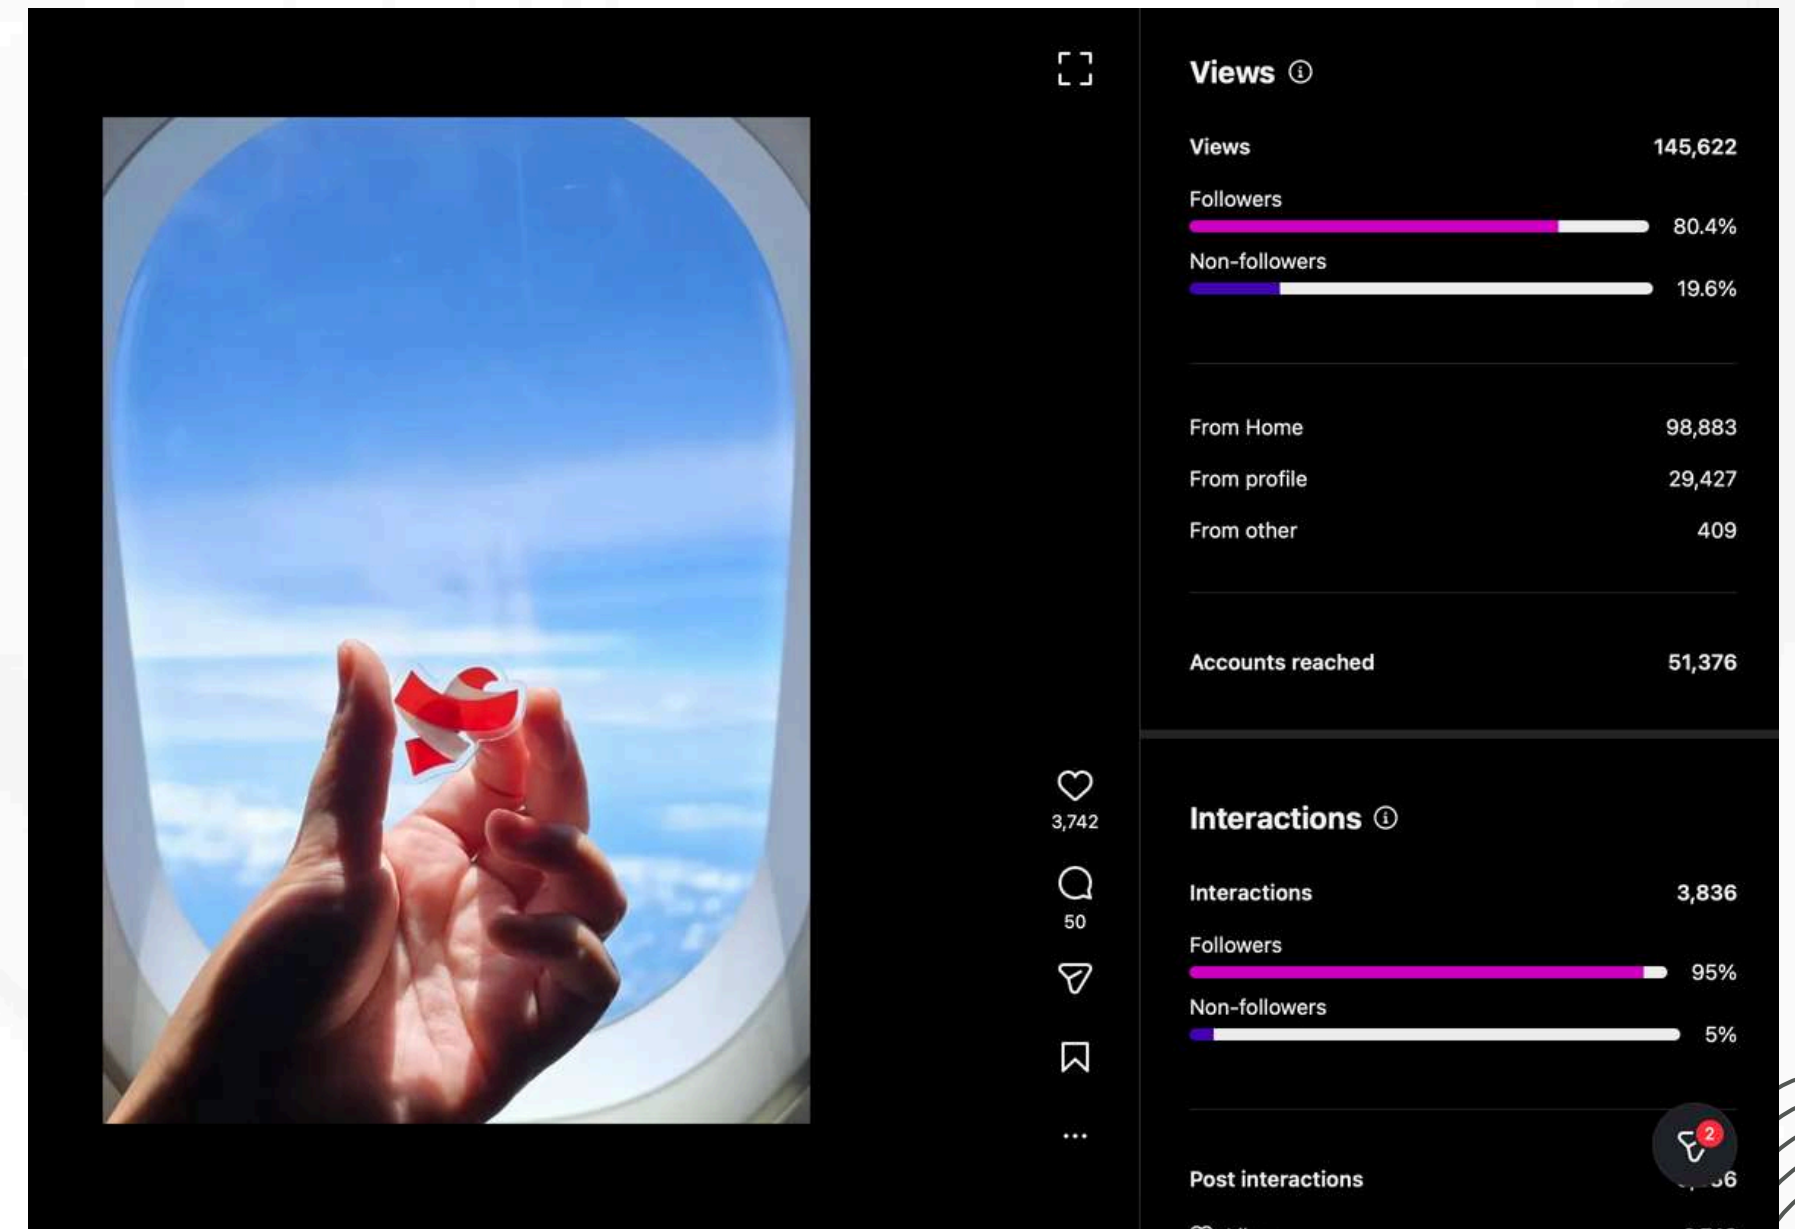 Views
Views 145,622
Followers
80.4%
Non-followers
19.6%
From Home 98,883
From profile 29,427
From other 409
Accounts reached 51,376
3,742
50
Interactions
Interactions 3,836
Followers
95%
Non-followers
5%
2
Post interactions